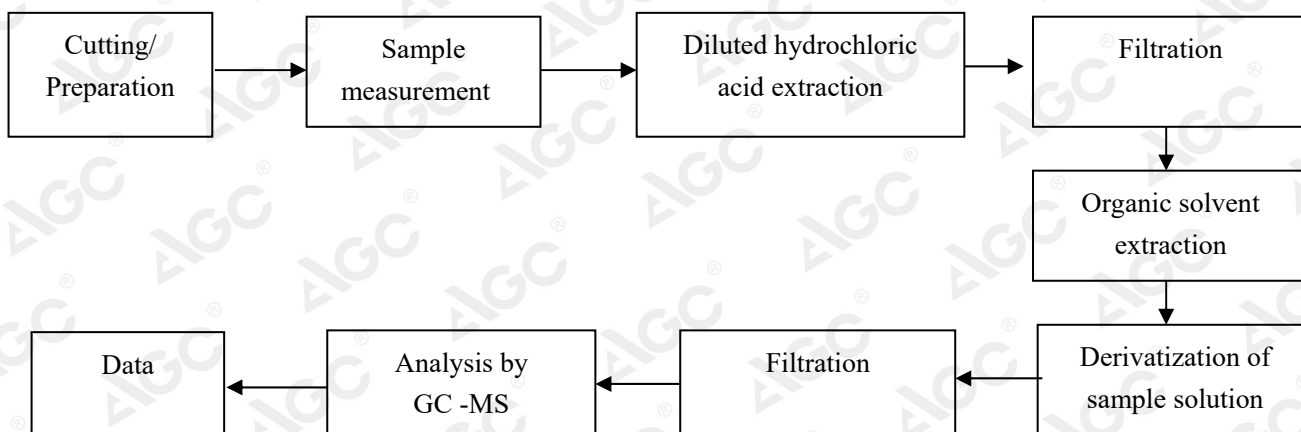 Cutting/
Preparation
Sample
measurement
Diluted hydrochloric
acid extraction
Filtration
Organic solvent
extraction
Derivatization of
sample solution
Filtration
Analysis by
GC -MS
Data
AGC®